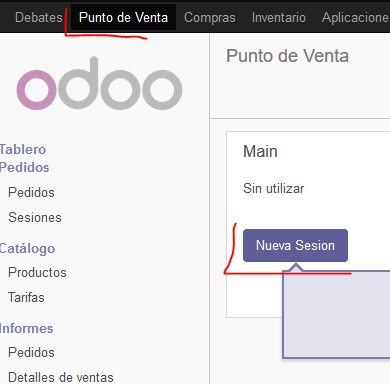 Debates Punto de Venta Compras Inventario Aplicacione
odoo
Punto de Venta
Tablero
Pedidos
Pedidos
Sesiones
Catálogo
Productos
Tarifas
Informes
Pedidos
Detalles de ventas
Main
Sin utilizar
Nueva Sesion